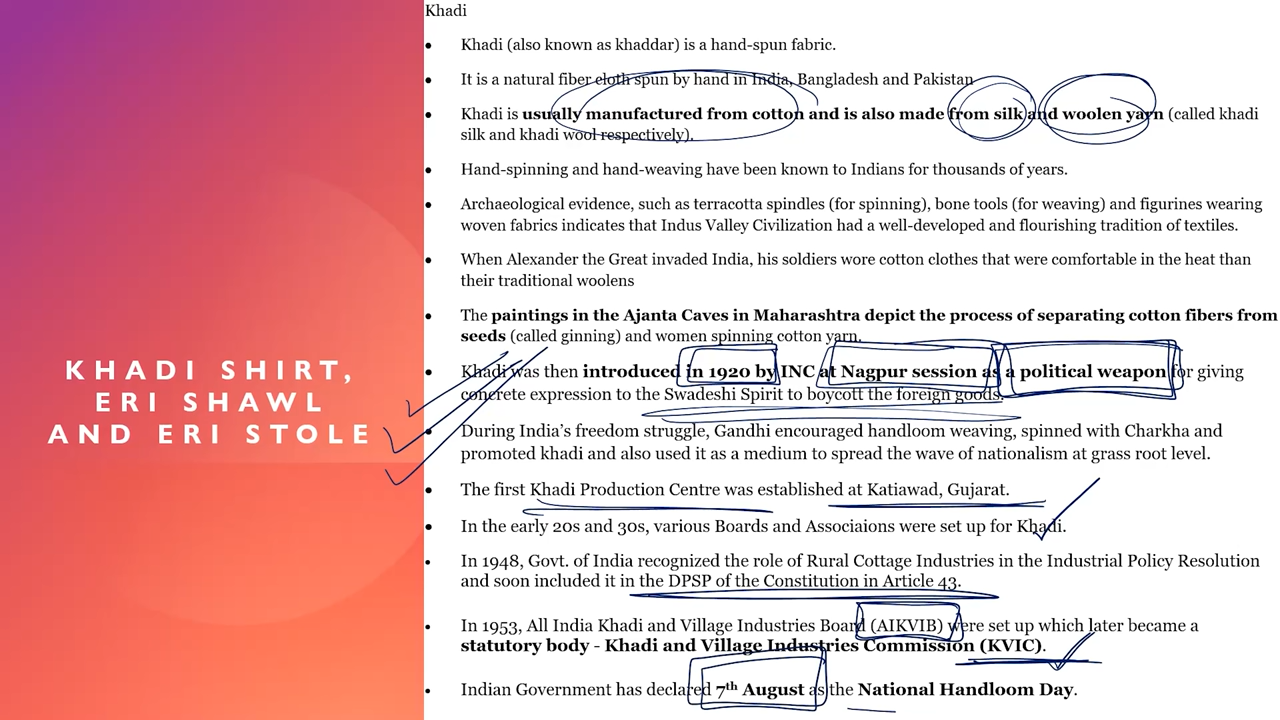 KHADI SHIRT,
ERI SHAWL
AND ERI STOLE
Khadi
• Khadi (also known as khaddar) is a hand-spun fabric.
• It is a natural fiber cloth spun by hand in India, Bangladesh and Pakistan
• Khadi is usually manufactured from cotton and is also made from silk and woolen yarn (called khadi
silk and khadi wool respectively).
• Hand-spinning and hand-weaving have been known to Indians for thousands of years.
• Archaeological evidence, such as terracotta spindles (for spinning), bone tools (for weaving) and figurines wearing
woven fabrics indicates that Indus Valley Civilization had a well-developed and flourishing tradition of textiles.
• When Alexander the Great invaded India, his soldiers wore cotton clothes that were comfortable in the heat than
their traditional woolens
• The paintings in the Ajanta Caves in Maharashtra depict the process of separating cotton fibers from
seeds (called ginning) and women spinning cotton yarn.
• Khadi was then introduced in 1920 by INC at Nagpur session as a political weapon for giving
concrete expression to the Swadeshi Spirit to boycott the foreign goods.
• During India's freedom struggle, Gandhi encouraged handloom weaving, spinned with Charkha and
promoted khadi and also used it as a medium to spread the wave of nationalism at grass root level.
• The first Khadi Production Centre was established at Katiawad, Gujarat.
• In the early 20s and 30s, various Boards and Associaions were set up for Khadi.
• In 1948, Govt. of India recognized the role of Rural Cottage Industries in the Industrial Policy Resolution
and soon included it in the DPSP of the Constitution in Article 43.
• In 1953, All India Khadi and Village Industries Board (AIKVIB) were set up which later became a
statutory body - Khadi and Village Industries Commission (KVIC).
• Indian Government has declared 7th August as the National Handloom Day.